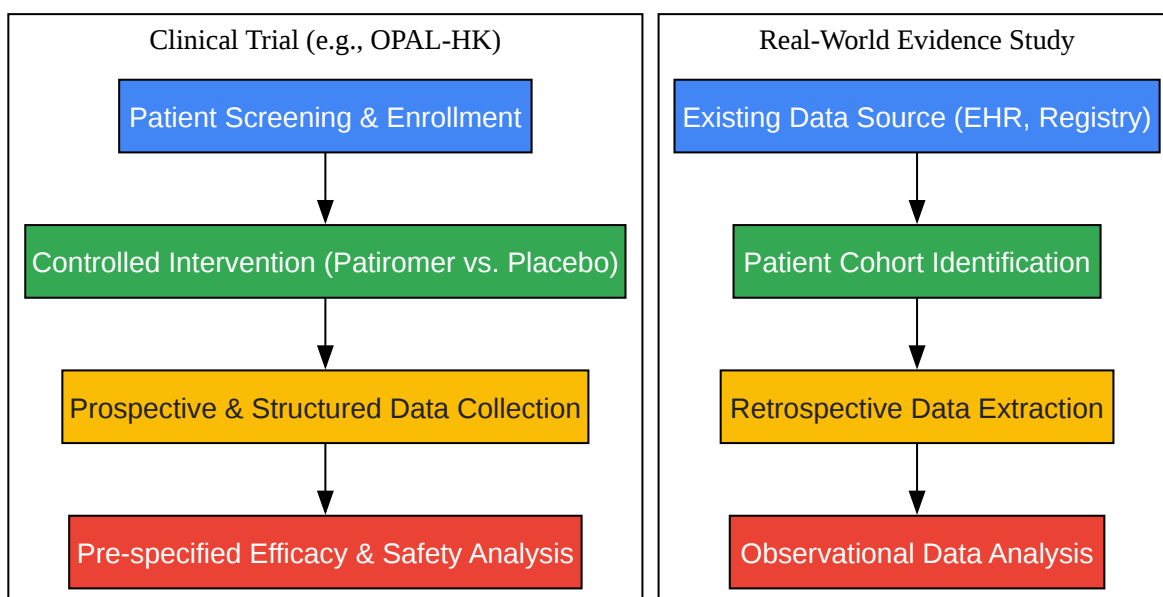 Clinical Trial (e.g., OPAL-HK)
Patient Screening & Enrollment
Controlled Intervention (Patiromer vs. Placebo)
Prospective & Structured Data Collection
Pre-specified Efficacy & Safety Analysis
Real-World Evidence Study
Existing Data Source (EHR, Registry)
Patient Cohort Identification
Retrospective Data Extraction
Observational Data Analysis